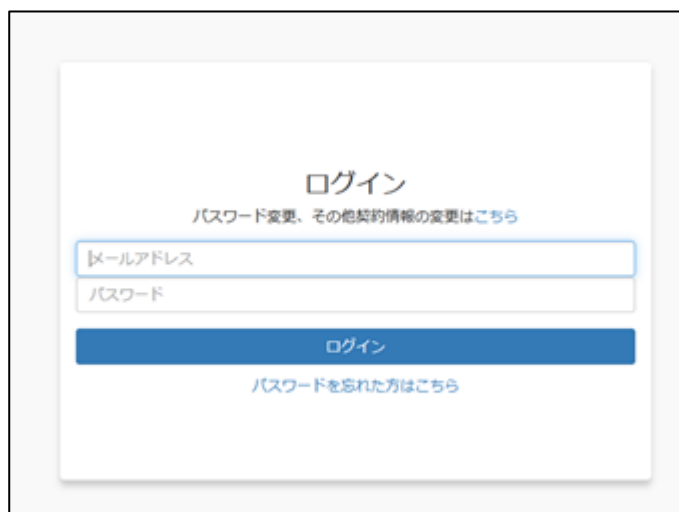 ログイン
パスワード変更、その他契約情報の変更はこちら
メールアドレス
パスワード
ログイン
パスワードを忘れた方はこちら